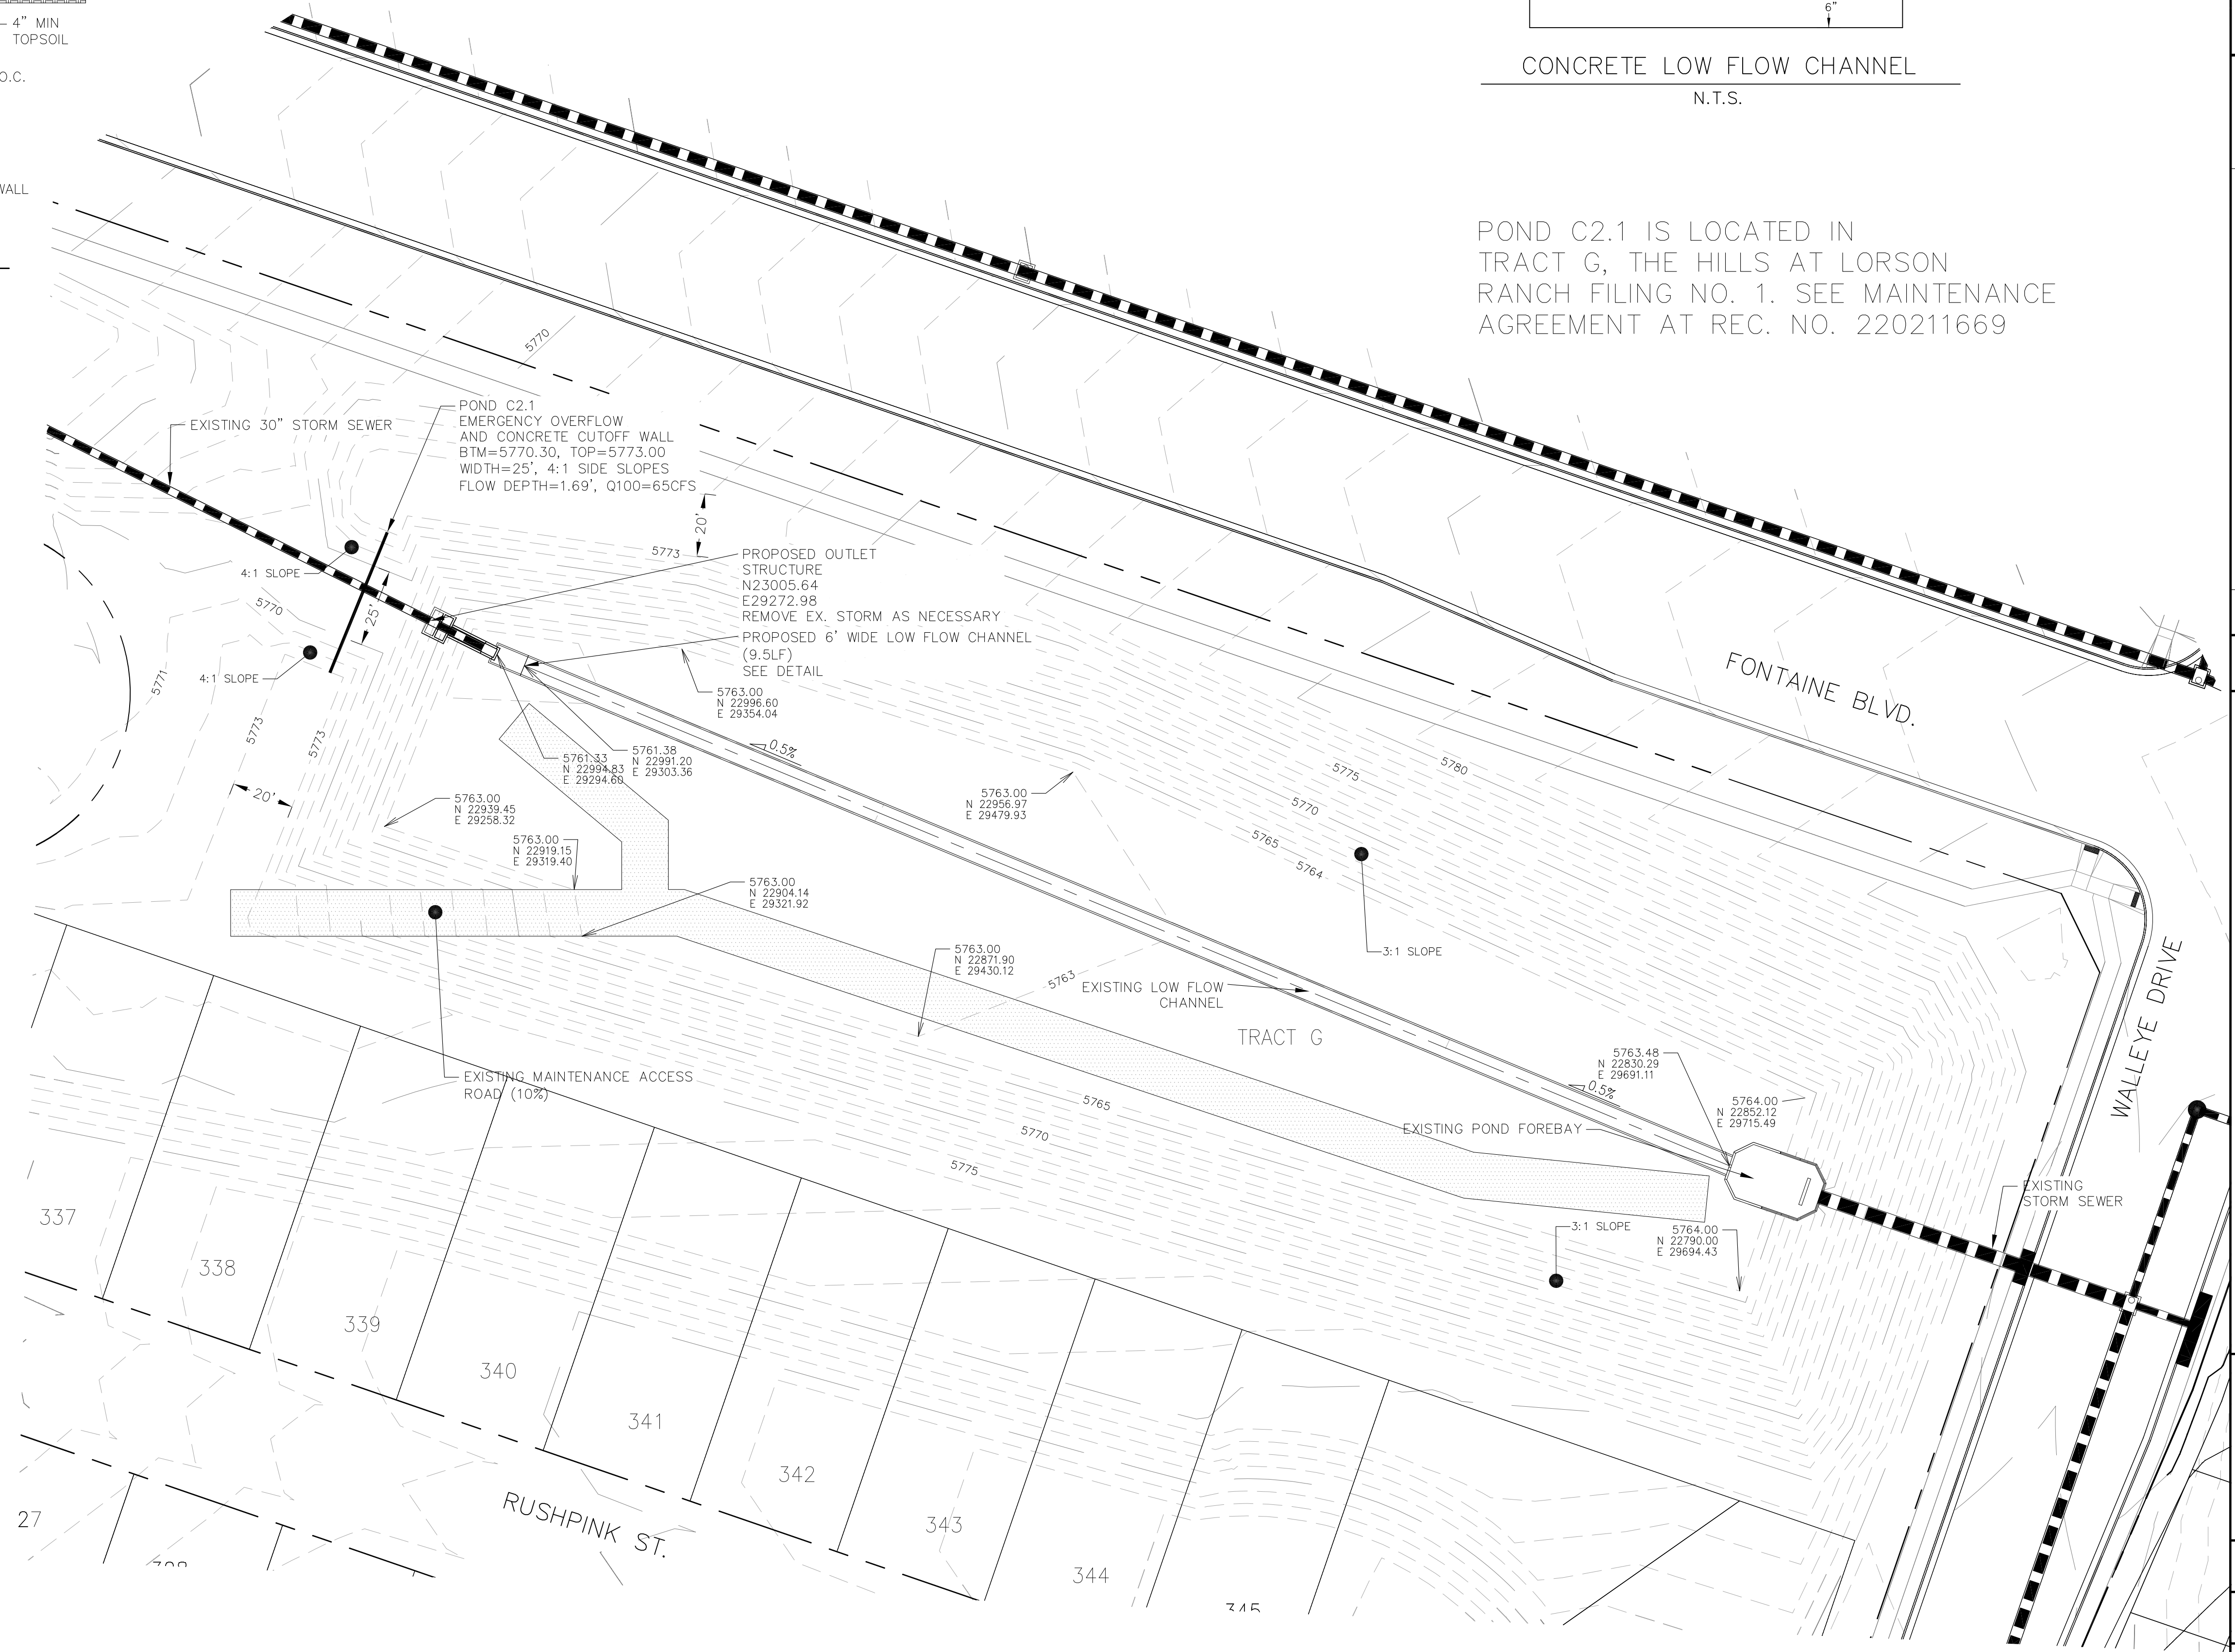 4" MIN
TOPSOIL
O.C.
WALL
6"
CONCRETE LOW FLOW CHANNEL
N.T.S.
POND C2.1 IS LOCATED IN
TRACT G, THE HILLS AT LORSON
RANCH FILING NO. 1. SEE MAINTENANCE
AGREEMENT AT REC. NO. 220211669
5770
EXISTING 30" STORM SEWER
POND C2.1
EMERGENCY OVERFLOW
AND CONCRETE CUTOFF WALL
BTM=5770.30, TOP=5773.00
WIDTH=25', 4:1 SIDE SLOPES
FLOW DEPTH=1.69', Q100=65CFS
20'
5773
4:1 SLOPE
5770
25'
PROPOSED OUTLET
STRUCTURE
N23005.64
E29272.98
REMOVE EX. STORM AS NECESSARY
PROPOSED 6' WIDE LOW FLOW CHANNEL
(9.5LF)
SEE DETAIL
4:1 SLOPE
5771
5773
5773
20'
5763.00
N 22996.60
E 29354.04
FONTAINE BLVD.
5761.33
N 22994.83
E 29294.60
5761.38
N 22991.20
E 29303.36
0.5%
5763.00
N 22939.45
E 29258.32
5763.00
N 22919.15
E 29319.40
5763.00
N 22956.97
E 29479.93
5780
5775
5770
5765
5764
5763.00
N 22904.14
E 29321.92
3:1 SLOPE
5763.00
N 22871.90
E 29430.12
5763
EXISTING LOW FLOW
CHANNEL
TRACT G
WALLEYE DRIVE
EXISTING MAINTENANCE ACCESS
ROAD (10%)
5763.48
N 22830.29
E 29691.11
0.5%
5764.00
N 22852.12
E 29715.49
EXISTING POND FOREBAY
5765
5770
5775
EXISTING
STORM SEWER
3:1 SLOPE
5764.00
N 22790.00
E 29694.43
337
338
339
340
341
342
343
344
345
RUSHPINK ST.
27